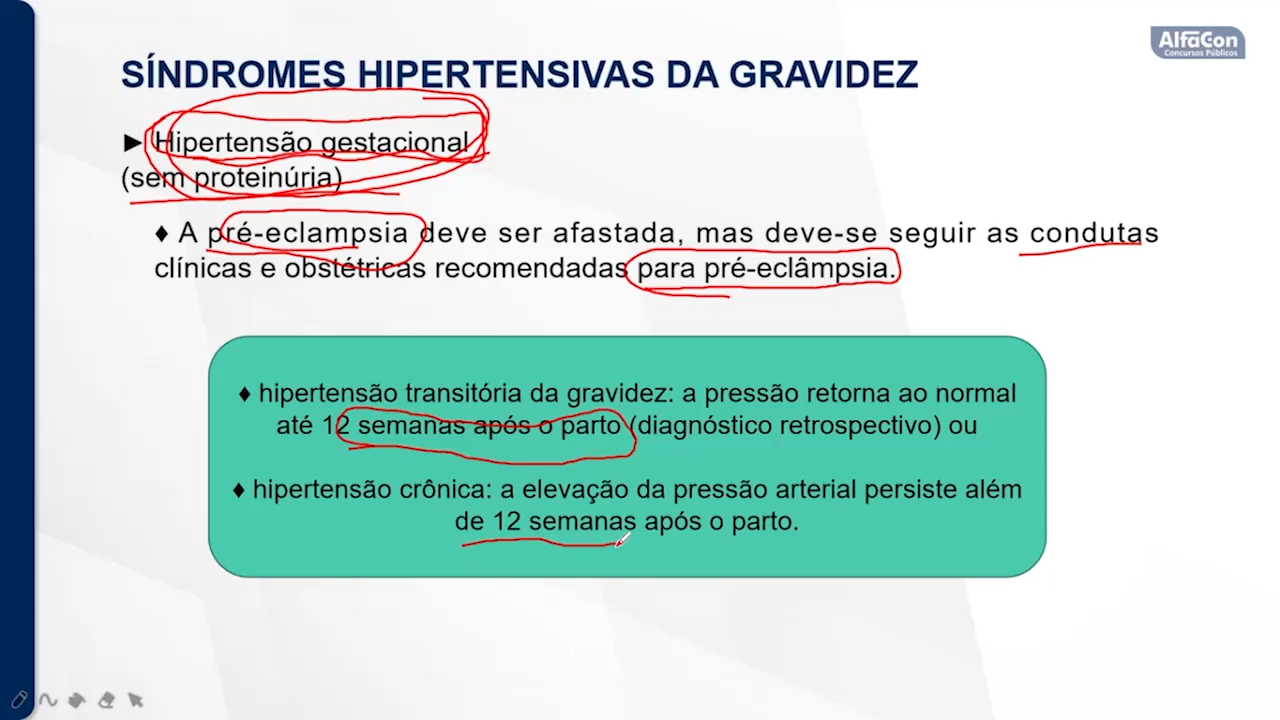 AlfaCon
Concursos Públicos
SÍNDROMES HIPERTENSIVAS DA GRAVIDEZ
► Hipertensão gestacional
(sem proteinúria)
♦ A pré-eclampsia deve ser afastada, mas deve-se seguir as condutas
clínicas e obstétricas recomendadas para pré-eclâmpsia.
♦ hipertensão transitória da gravidez: a pressão retorna ao normal
até 12 semanas após o parto (diagnóstico retrospectivo) ou
♦ hipertensão crônica: a elevação da pressão arterial persiste além
de 12 semanas após o parto.